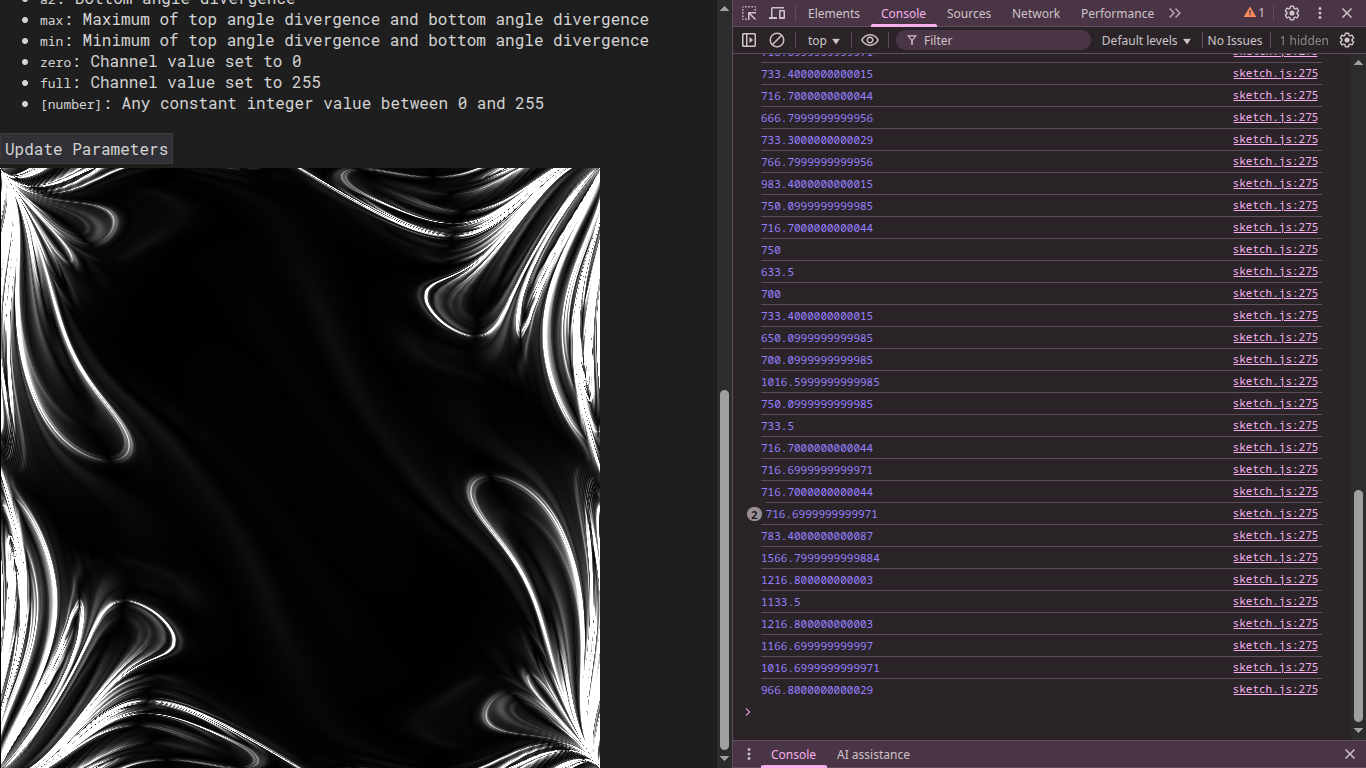 a2: Bottom angle divergence
max: Maximum of top angle divergence and bottom angle divergence
min: Minimum of top angle divergence and bottom angle divergence
zero: Channel value set to 0
full: Channel value set to 255
[number]: Any constant integer value between 0 and 255
Update Parameters
Elements Console Sources Network Performance 1
top Filter Default levels No Issues 1 hidden
sketch.js:275
733.4000000000015 sketch.js:275
716.7000000000044 sketch.js:275
666.7999999999956 sketch.js:275
733.3000000000029 sketch.js:275
766.7999999999956 sketch.js:275
983.4000000000015 sketch.js:275
750.0999999999985 sketch.js:275
716.7000000000044 sketch.js:275
750 sketch.js:275
633.5 sketch.js:275
700 sketch.js:275
733.4000000000015 sketch.js:275
650.0999999999985 sketch.js:275
700.0999999999985 sketch.js:275
1016.5999999999985 sketch.js:275
750.0999999999985 sketch.js:275
733.5 sketch.js:275
716.7000000000044 sketch.js:275
716.6999999999971 sketch.js:275
716.7000000000044 sketch.js:275
2 716.6999999999971 sketch.js:275
783.4000000000087 sketch.js:275
1566.7999999999884 sketch.js:275
1216.800000000003 sketch.js:275
1133.5 sketch.js:275
1216.800000000003 sketch.js:275
1166.699999999997 sketch.js:275
1016.6999999999971 sketch.js:275
966.8000000000029 sketch.js:275
Console AI assistance